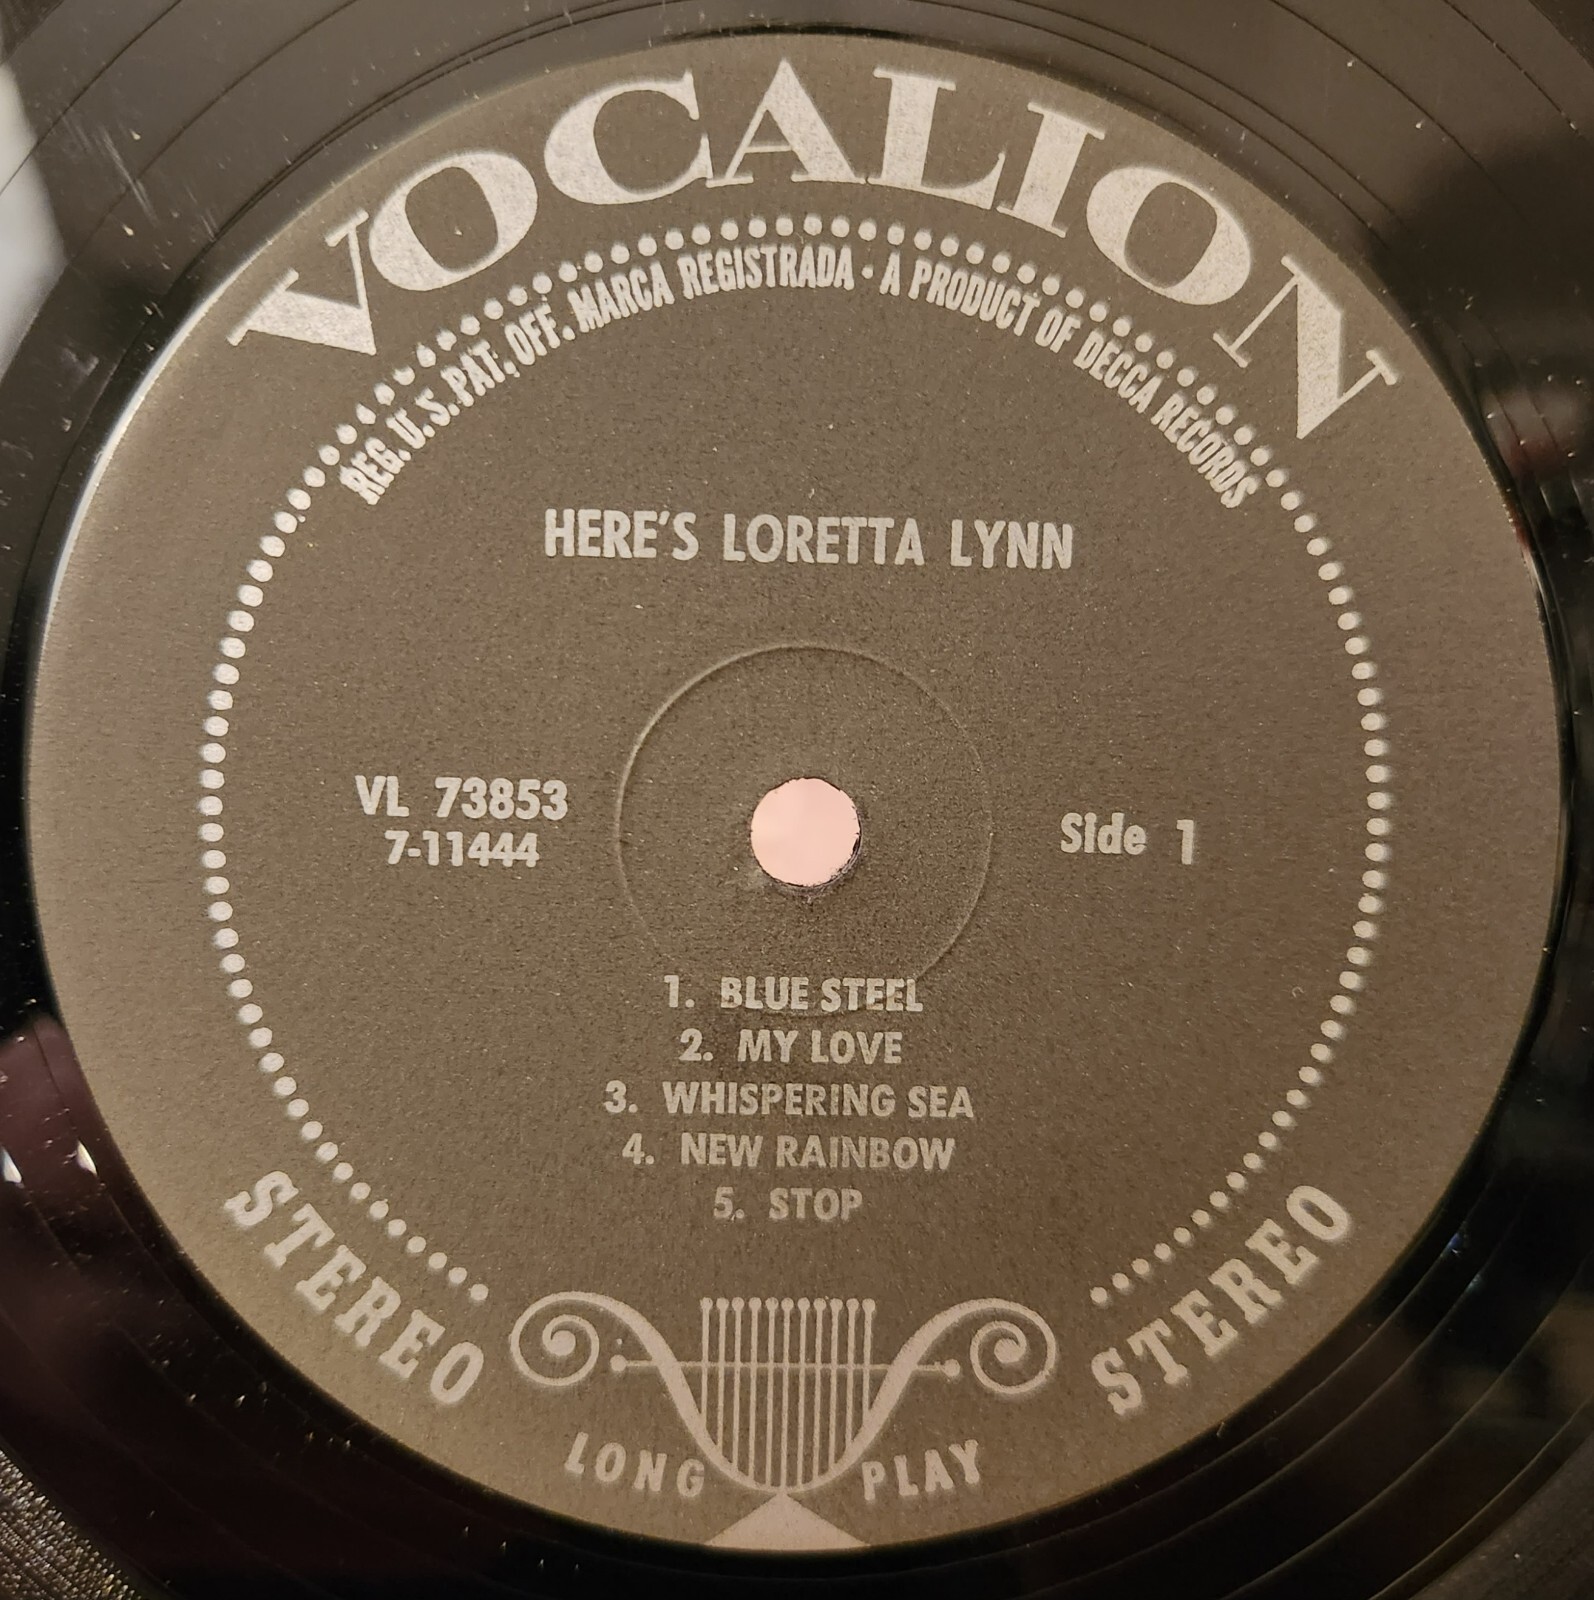 VOCALION
REG. U.S. PAT. OFF. MARCA REGISTRADA · A PRODUCT OF DECCA RECORDS
HERE'S LORETTA LYNN
VL 73853
7-11444
Side 1
1. BLUE STEEL
2. MY LOVE
3. WHISPERING SEA
4. NEW RAINBOW
5. STOP
STEREO
STEREO
LONG PLAY